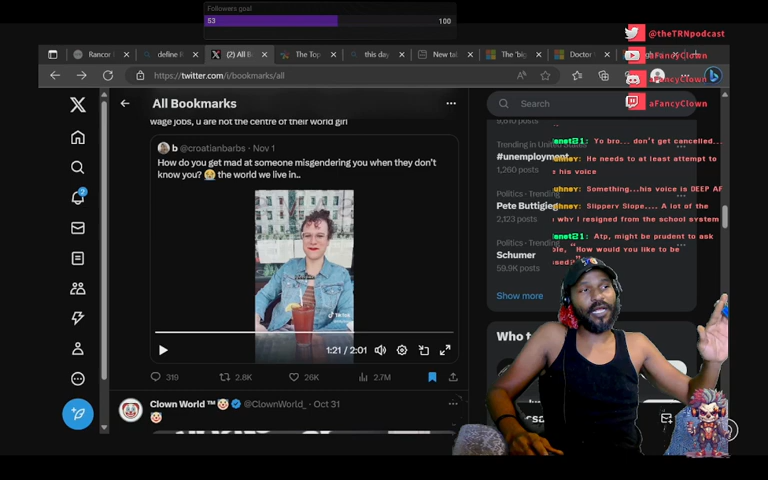 Followers goal
53
100
@theTRNpodcast
Rancor
define
(2) All B
The Top
this day
New tab
The 'big
Doctor
aFancyClown
https://twitter.com/i/bookmarks/all
aFancyClown
All Bookmarks
Search
aFancyClown
wage jobs, u are not the centre of their world girl
b @croatianbarbs · Nov 1
How do you get mad at someone misgendering you when they don't
know you? 😭 the world we live in..
TikTok
1:21 / 2:01
319
2.8K
26K
2.7M
Clown World ™ 🤡
@ClownWorld_ · Oct 31
🤡
2
Trending in United
#unemployment
1,260 posts
Politics · Trending
Pete Buttigieg
2,123 posts
Politics · Trending
Schumer
59.9K posts
Show more
Who t
Yo bro... don't get cancelled...
He needs to at least attempt to
his voice
Something...his voice is DEEP AF
Slippery Slope.... A lot of the
why I resigned from the school system
Atp, might be prudent to ask
"How would you like to be